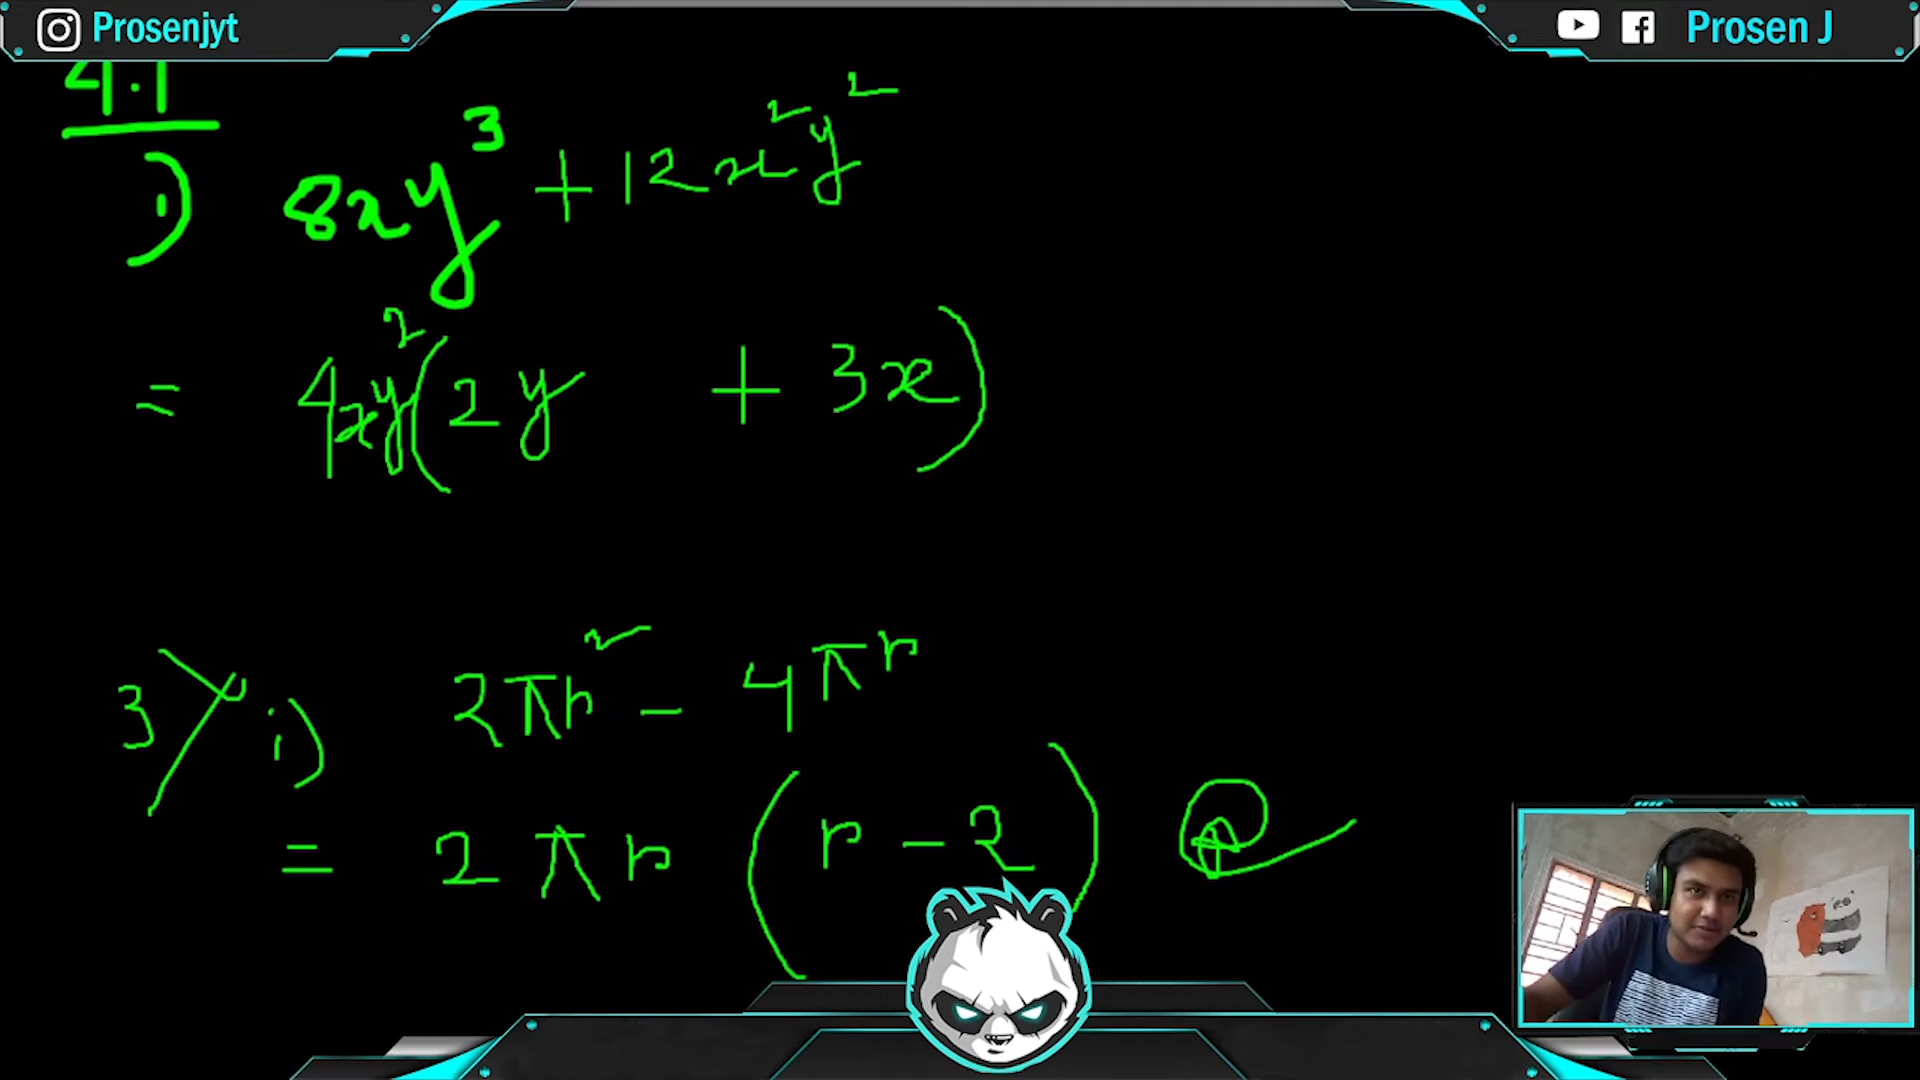 Prosenjyt
Prosen J
4.1
i) 8xy³ + 12x²y²
= 4xy²(2y + 3x)
3) i) 2πr² - 4πr
= 2πr (r - 2)